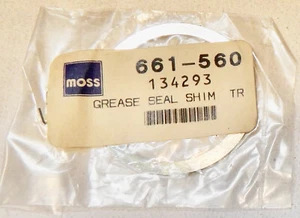 moss
661-560
134293
GREASE SEAL SHIM TR